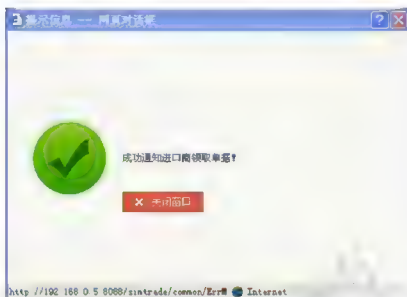 提示信息 -- 网页对话框
成功通知进口商领取单据！
× 关闭窗口
http //192 168 0 5 8088/simtrade/common/Err Internet